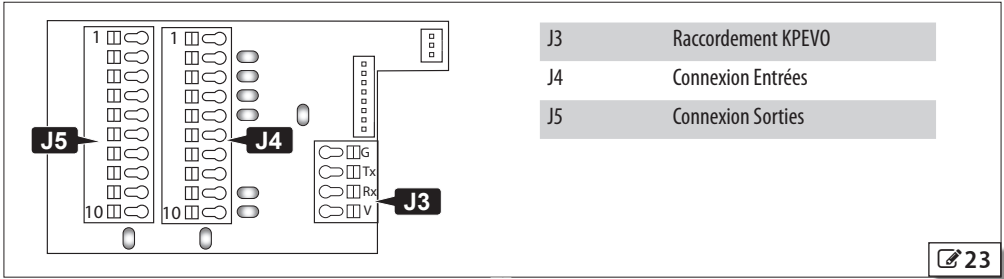 1
1
J5
J4
10
10
G
Tx
Rx
V
J3
J3 Raccordement KPEVO
J4 Connexion Entrées
J5 Connexion Sorties
23